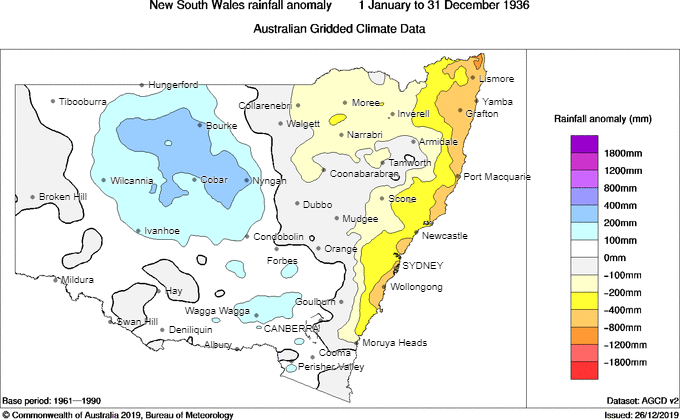 New South Wales rainfall anomaly 1 January to 31 December 1936
Australian Gridded Climate Data
Hungerford
Tibooburra
Collarenebri
Moree
Lismore
Yamba
Inverell
Grafton
Bourke
Walgett
Narrabri
Armidale
Tamworth
Coonabarabran
Port Macquarie
Wilcannia
Cobar
Nyngan
Broken Hill
Dubbo
Scone
Mudgee
Ivanhoe
Condobolin
Newcastle
Orange
Forbes
SYDNEY
Mildura
Hay
Wollongong
Goulburn
Wagga Wagga
Swan Hill
Deniliquin
CANBERRA
Albury
Cooma
Moruya Heads
Perisher Valley
Rainfall anomaly (mm)
1800mm
1200mm
800mm
400mm
200mm
100mm
0mm
−100mm
−200mm
−400mm
−800mm
−1200mm
−1800mm
Base period: 1961—1990
Dataset: AGCD v2
© Commonwealth of Australia 2019, Bureau of Meteorology
Issued: 26/12/2019